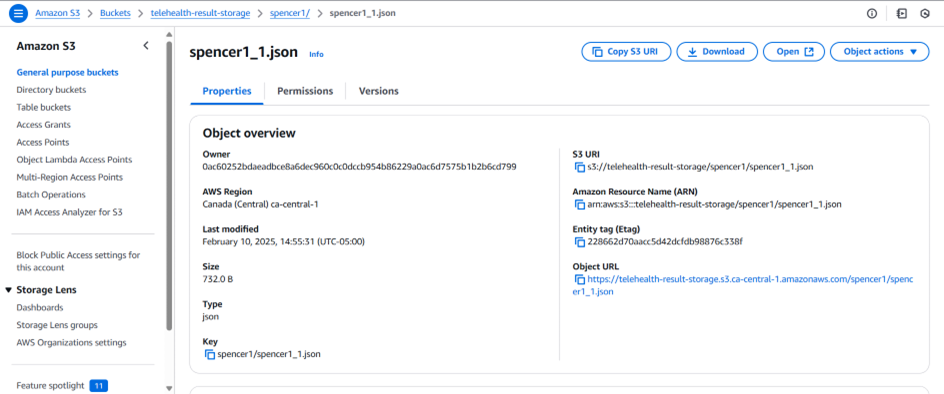 Amazon S3 > Buckets > telehealth-result-storage > spencer1/ > spencer1_1.json
Amazon S3
General purpose buckets
Directory buckets
Table buckets
Access Grants
Access Points
Object Lambda Access Points
Multi-Region Access Points
Batch Operations
IAM Access Analyzer for S3
Block Public Access settings for
this account
Storage Lens
Dashboards
Storage Lens groups
AWS Organizations settings
Feature spotlight 11
spencer1_1.json Info
Copy S3 URI Download Open Object actions
Properties Permissions Versions
Object overview
Owner
0ac60252bdaeadbce8a6dec960c0c0dccb954b86229a0ac6d7575b1b2b6cd799
AWS Region
Canada (Central) ca-central-1
Last modified
February 10, 2025, 14:55:31 (UTC-05:00)
Size
732.0 B
Type
json
Key
spencer1/spencer1_1.json
S3 URI
s3://telehealth-result-storage/spencer1/spencer1_1.json
Amazon Resource Name (ARN)
arn:aws:s3:::telehealth-result-storage/spencer1/spencer1_1.json
Entity tag (Etag)
228662d70aacc5d42dcfdb98876c338f
Object URL
https://telehealth-result-storage.s3.ca-central-1.amazonaws.com/spencer1/spenc
er1_1.json